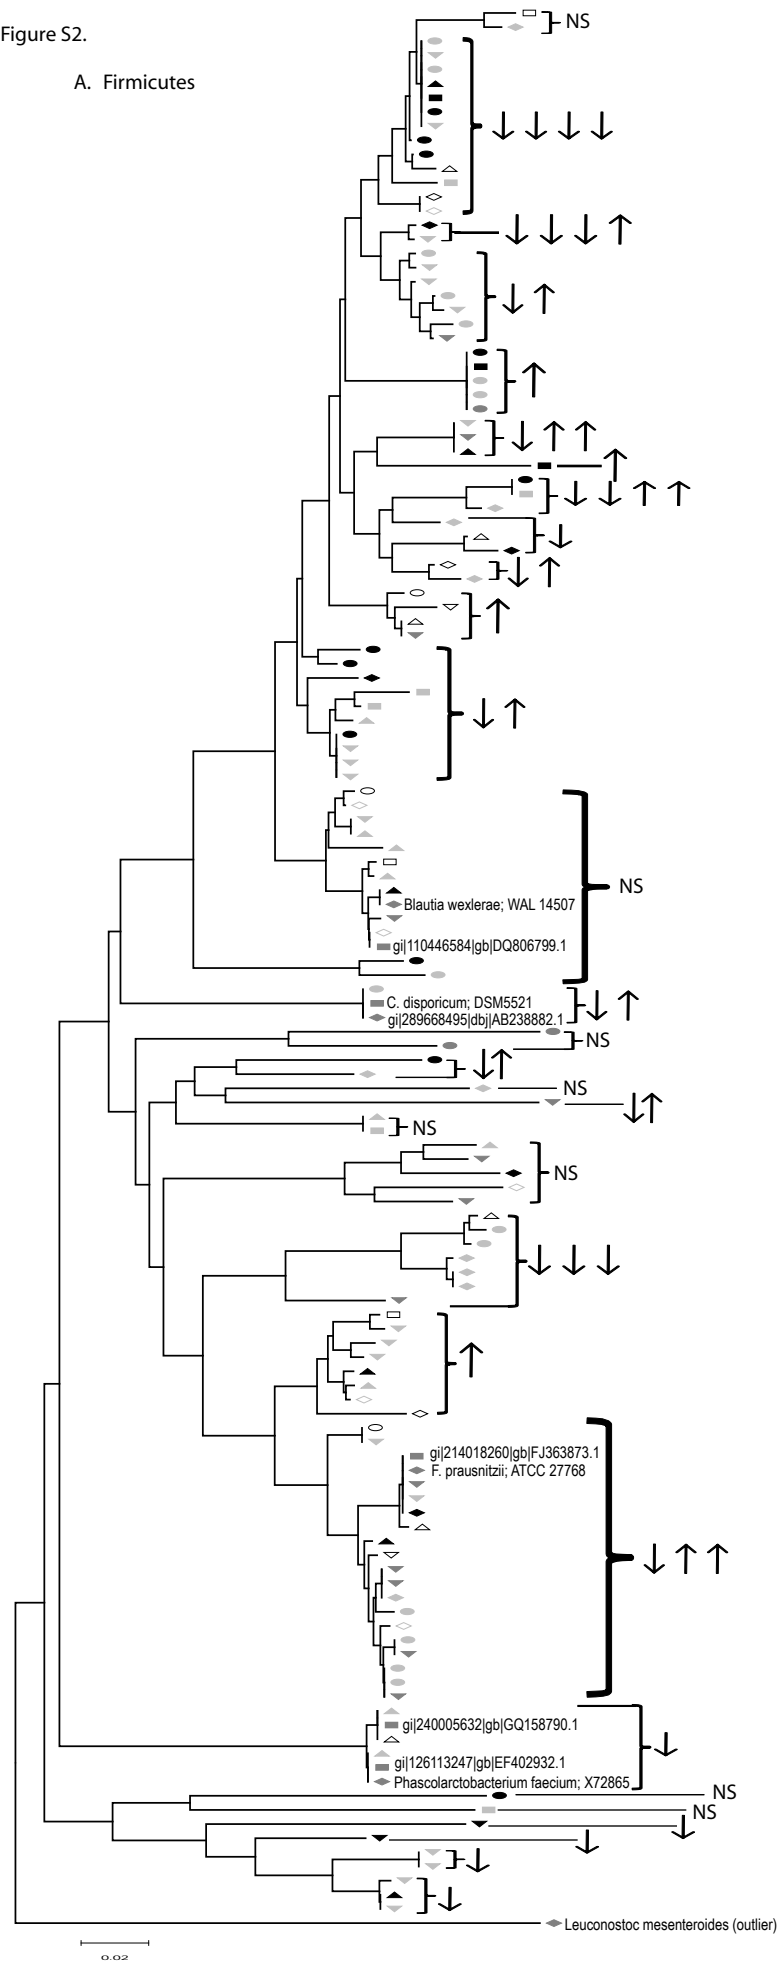 Figure S2.
A. Firmicutes
NS
Blautia wexlerae; WAL 14507
NS
gi|110446584|gb|DQ806799.1
C. disporicum; DSM5521
gi|289668495|dbj|AB238882.1
NS
NS
NS
NS
gi|214018260|gb|FJ363873.1
F. prausnitzii; ATCC 27768
gi|240005632|gb|GQ158790.1
gi|126113247|gb|EF402932.1
Phascolarctobacterium faecium; X72865
NS
NS
Leuconostoc mesenteroides (outlier)
0.02